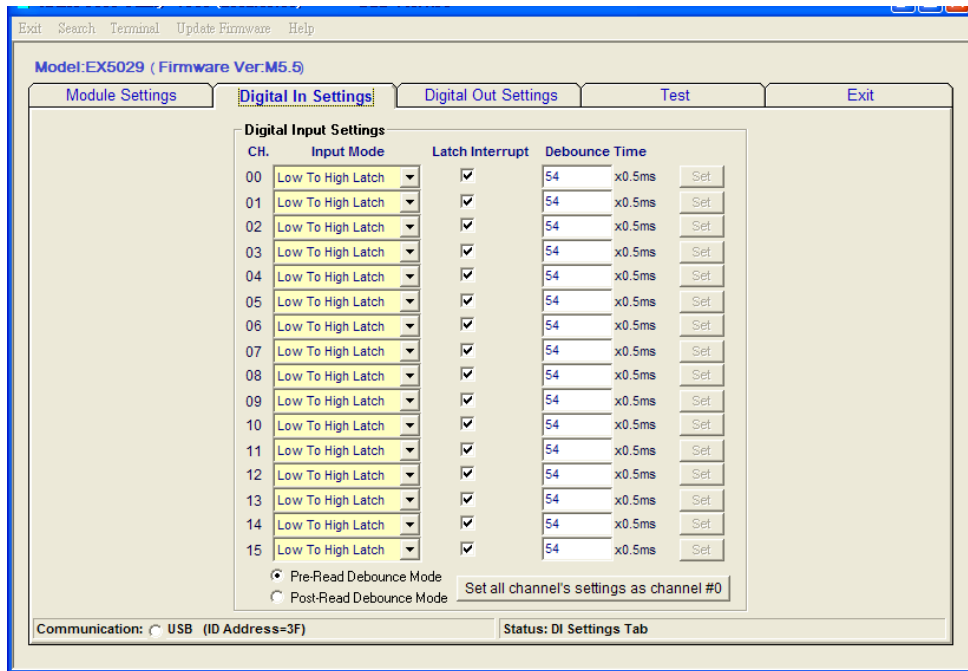 Exit Search Terminal Update Firmware Help
Model:EX5029 ( Firmware Ver:M5.5)
Module Settings Digital In Settings Digital Out Settings Test Exit
Digital Input Settings
CH. Input Mode Latch Interrupt Debounce Time
00 Low To High Latch 54 x0.5ms Set
01 Low To High Latch 54 x0.5ms Set
02 Low To High Latch 54 x0.5ms Set
03 Low To High Latch 54 x0.5ms Set
04 Low To High Latch 54 x0.5ms Set
05 Low To High Latch 54 x0.5ms Set
06 Low To High Latch 54 x0.5ms Set
07 Low To High Latch 54 x0.5ms Set
08 Low To High Latch 54 x0.5ms Set
09 Low To High Latch 54 x0.5ms Set
10 Low To High Latch 54 x0.5ms Set
11 Low To High Latch 54 x0.5ms Set
12 Low To High Latch 54 x0.5ms Set
13 Low To High Latch 54 x0.5ms Set
14 Low To High Latch 54 x0.5ms Set
15 Low To High Latch 54 x0.5ms Set
Pre-Read Debounce Mode
Post-Read Debounce Mode
Set all channel's settings as channel #0
Communication: USB (ID Address=3F) Status: DI Settings Tab